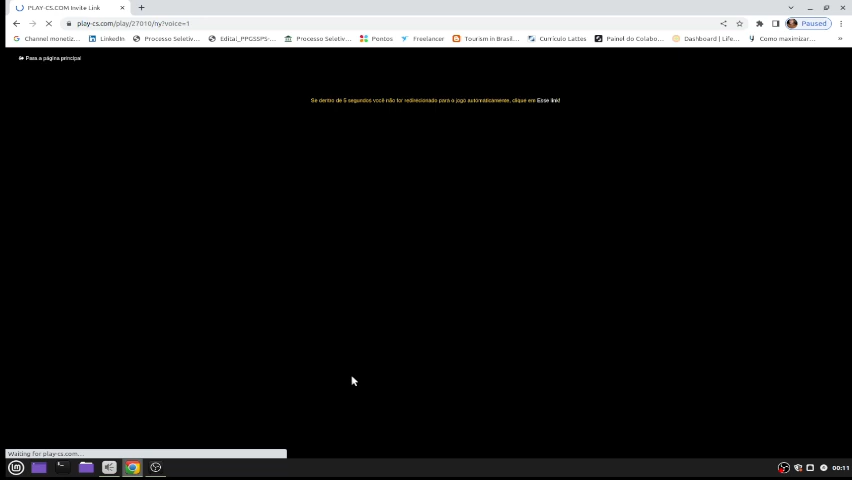 PLAY-CS.COM Invite Link
play-cs.com/play/27010/ny?voice=1
Paused
Channel monetiz...
LinkedIn
Processo Seletiv...
Edital_PPGSSPS-...
Processo Seletiv...
Pontos
Freelancer
Tourism in Brasil...
Currículo Lattes
Painel do Colabo...
Dashboard | Life...
Como maximizar...
Para a página principal
Se dentro de 5 segundos você não for redirecionado para o jogo automaticamente, clique em Esse link!
Waiting for play-cs.com...
00:11